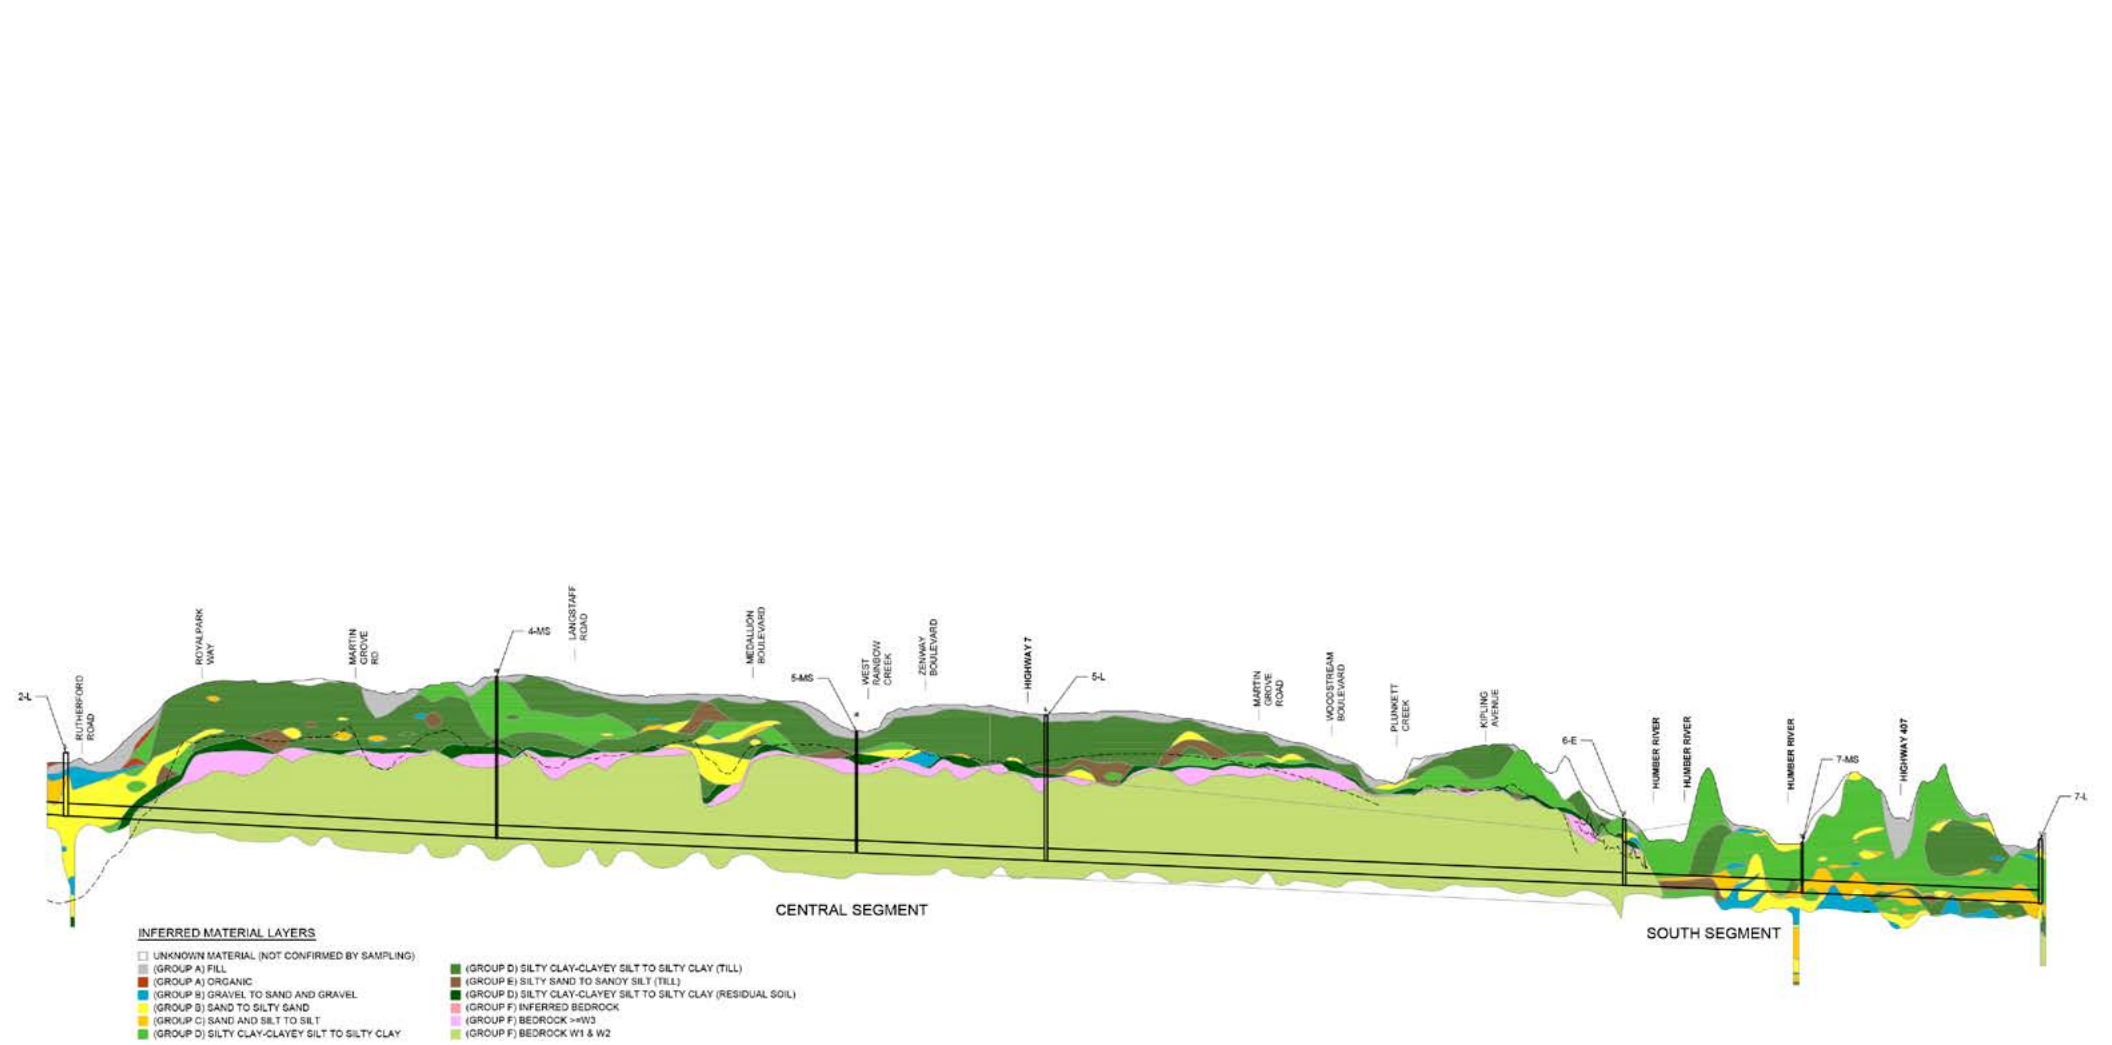 LANGSTAFF
ROAD
ROYALPARK
WAY
MARTIN
GROVE
RD
4-MS
MEDALLION
BOULEVARD
5-MS
WEST
RAINBOW
CREEK
ZENWAY
BOULEVARD
HIGHWAY 7
5-L
MARTIN
GROVE
ROAD
WOODSTREAM
BOULEVARD
PLUNKETT
CREEK
KIPLING
AVENUE
2-L
RUTHERFORD
ROAD
6-E
HUMBER RIVER
HUMBER RIVER
HUMBER RIVER
7-MS
HIGHWAY 407
7-L
CENTRAL SEGMENT
SOUTH SEGMENT
INFERRED MATERIAL LAYERS
UNKNOWN MATERIAL (NOT CONFIRMED BY SAMPLING)
(GROUP A) FILL
(GROUP A) ORGANIC
(GROUP B) GRAVEL TO SAND AND GRAVEL
(GROUP B) SAND TO SILTY SAND
(GROUP C) SAND AND SILT TO SILT
(GROUP D) SILTY CLAY-CLAYEY SILT TO SILTY CLAY
(GROUP D) SILTY CLAY-CLAYEY SILT TO SILTY CLAY (TILL)
(GROUP E) SILTY SAND TO SANDY SILT (TILL)
(GROUP D) SILTY CLAY-CLAYEY SILT TO SILTY CLAY (RESIDUAL SOIL)
(GROUP F) INFERRED BEDROCK
(GROUP F) BEDROCK >=W3
(GROUP F) BEDROCK W1 & W2